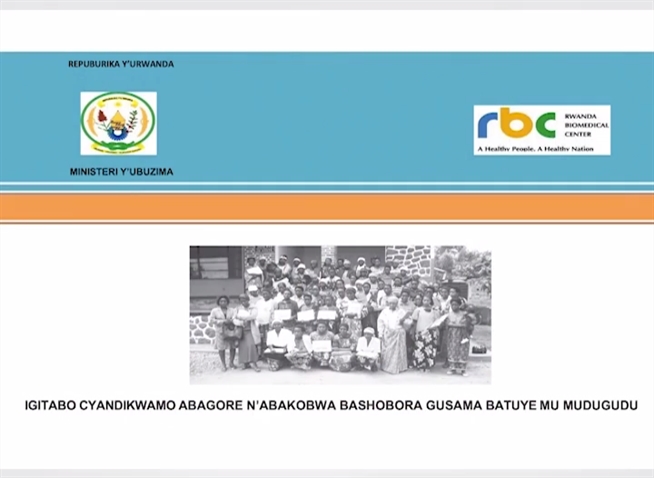 REPUBURIKA Y'URWANDA
MINISTERI Y'UBUZIMA
rbc
RWANDA
BIOMEDICAL
CENTER
A Healthy People, A Healthy Nation
IGITABO CYANDIKWAMO ABAGORE N'ABAKOBWA BASHOBORA GUSAMA BATUYE MU MUDUGUDU